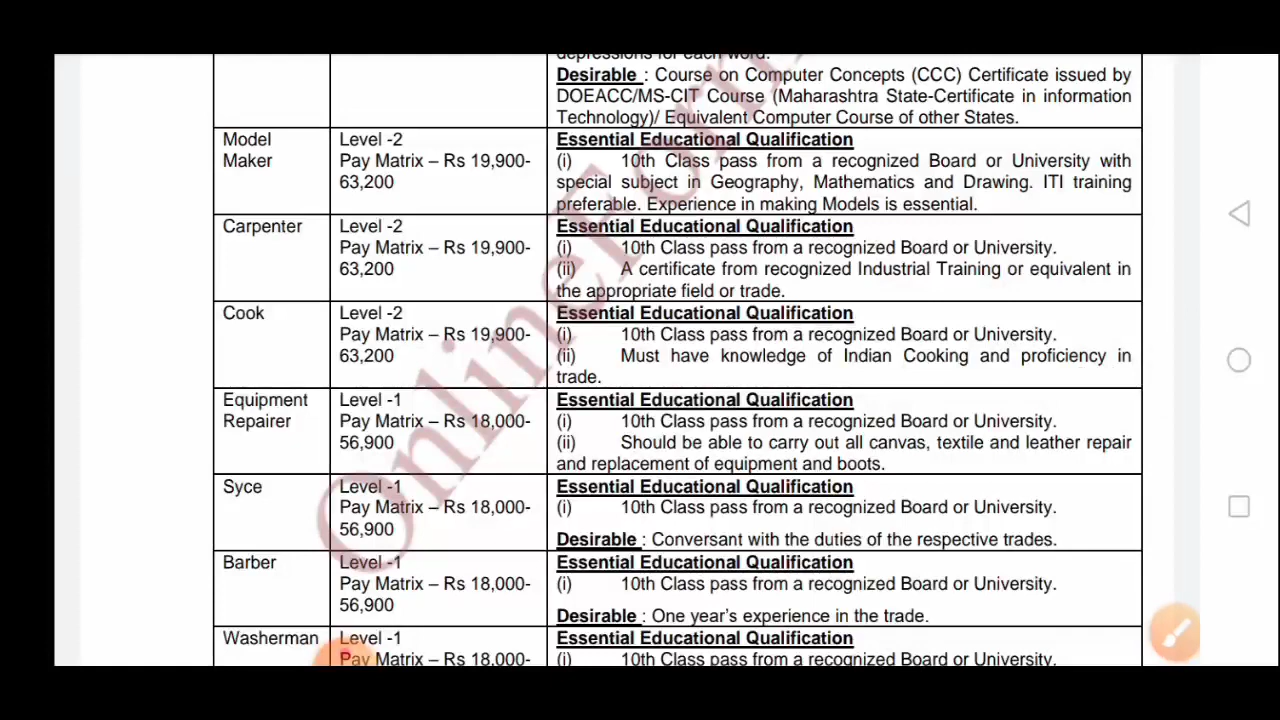 depressions for each word.
Desirable : Course on Computer Concepts (CCC) Certificate issued by
DOEACC/MS-CIT Course (Maharashtra State-Certificate in information
Technology)/ Equivalent Computer Course of other States.
Model
Maker
Level -2
Pay Matrix – Rs 19,900-
63,200
Essential Educational Qualification
(i) 10th Class pass from a recognized Board or University with
special subject in Geography, Mathematics and Drawing. ITI training
preferable. Experience in making Models is essential.
Carpenter
Level -2
Pay Matrix – Rs 19,900-
63,200
Essential Educational Qualification
(i) 10th Class pass from a recognized Board or University.
(ii) A certificate from recognized Industrial Training or equivalent in
the appropriate field or trade.
Cook
Level -2
Pay Matrix – Rs 19,900-
63,200
Essential Educational Qualification
(i) 10th Class pass from a recognized Board or University.
(ii) Must have knowledge of Indian Cooking and proficiency in
trade.
Equipment
Repairer
Level -1
Pay Matrix – Rs 18,000-
56,900
Essential Educational Qualification
(i) 10th Class pass from a recognized Board or University.
(ii) Should be able to carry out all canvas, textile and leather repair
and replacement of equipment and boots.
Syce
Level -1
Pay Matrix – Rs 18,000-
56,900
Essential Educational Qualification
(i) 10th Class pass from a recognized Board or University.
Desirable : Conversant with the duties of the respective trades.
Barber
Level -1
Pay Matrix – Rs 18,000-
56,900
Essential Educational Qualification
(i) 10th Class pass from a recognized Board or University.
Desirable : One year's experience in the trade.
Washerman
Level -1
Pay Matrix – Rs 18,000-
Essential Educational Qualification
(i) 10th Class pass from a recognized Board or University.
OnlineForm